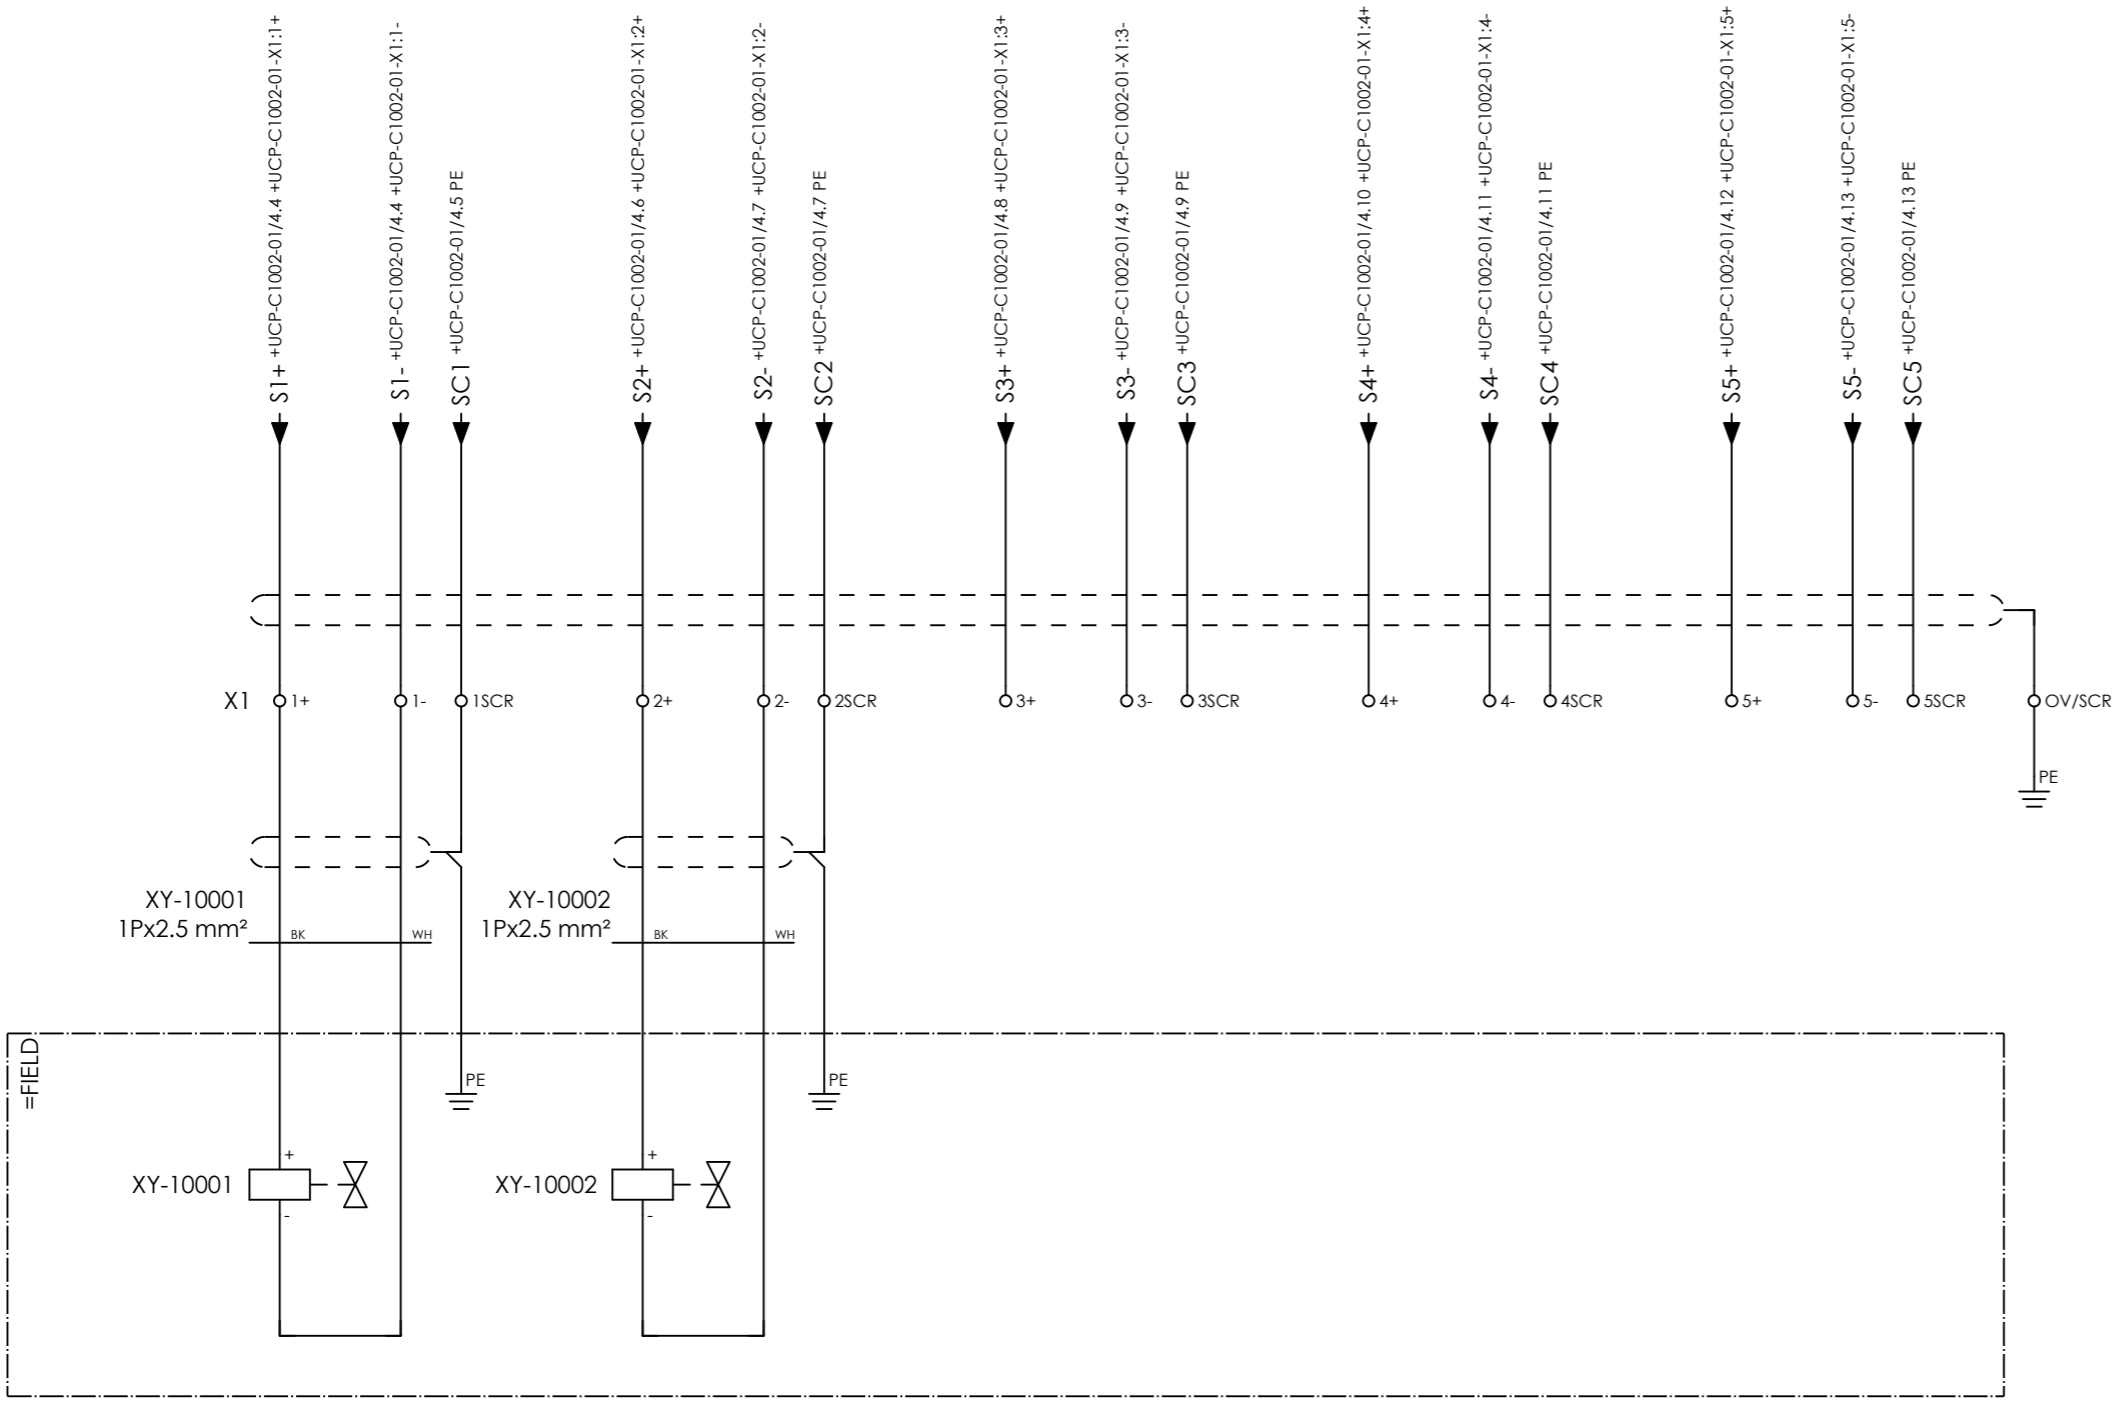 S1+ +UCP-C1002-01/4.4 +UCP-C1002-01-X1:1+
S1- +UCP-C1002-01/4.4 +UCP-C1002-01-X1:1-
SC1 +UCP-C1002-01/4.5 PE
S2+ +UCP-C1002-01/4.6 +UCP-C1002-01-X1:2+
S2- +UCP-C1002-01/4.7 +UCP-C1002-01-X1:2-
SC2 +UCP-C1002-01/4.7 PE
S3+ +UCP-C1002-01/4.8 +UCP-C1002-01-X1:3+
S3- +UCP-C1002-01/4.9 +UCP-C1002-01-X1:3-
SC3 +UCP-C1002-01/4.9 PE
S4+ +UCP-C1002-01/4.10 +UCP-C1002-01-X1:4+
S4- +UCP-C1002-01/4.11 +UCP-C1002-01-X1:4-
SC4 +UCP-C1002-01/4.11 PE
S5+ +UCP-C1002-01/4.12 +UCP-C1002-01-X1:5+
S5- +UCP-C1002-01/4.13 +UCP-C1002-01-X1:5-
SC5 +UCP-C1002-01/4.13 PE
X1 1+ 1- 1SCR 2+ 2- 2SCR 3+ 3- 3SCR 4+ 4- 4SCR 5+ 5- 5SCR OV/SCR
PE
XY-10001
1Px2.5 mm²
BK WH
XY-10002
1Px2.5 mm²
BK WH
=FIELD
PE
PE
+
XY-10001
-
+
XY-10002
-